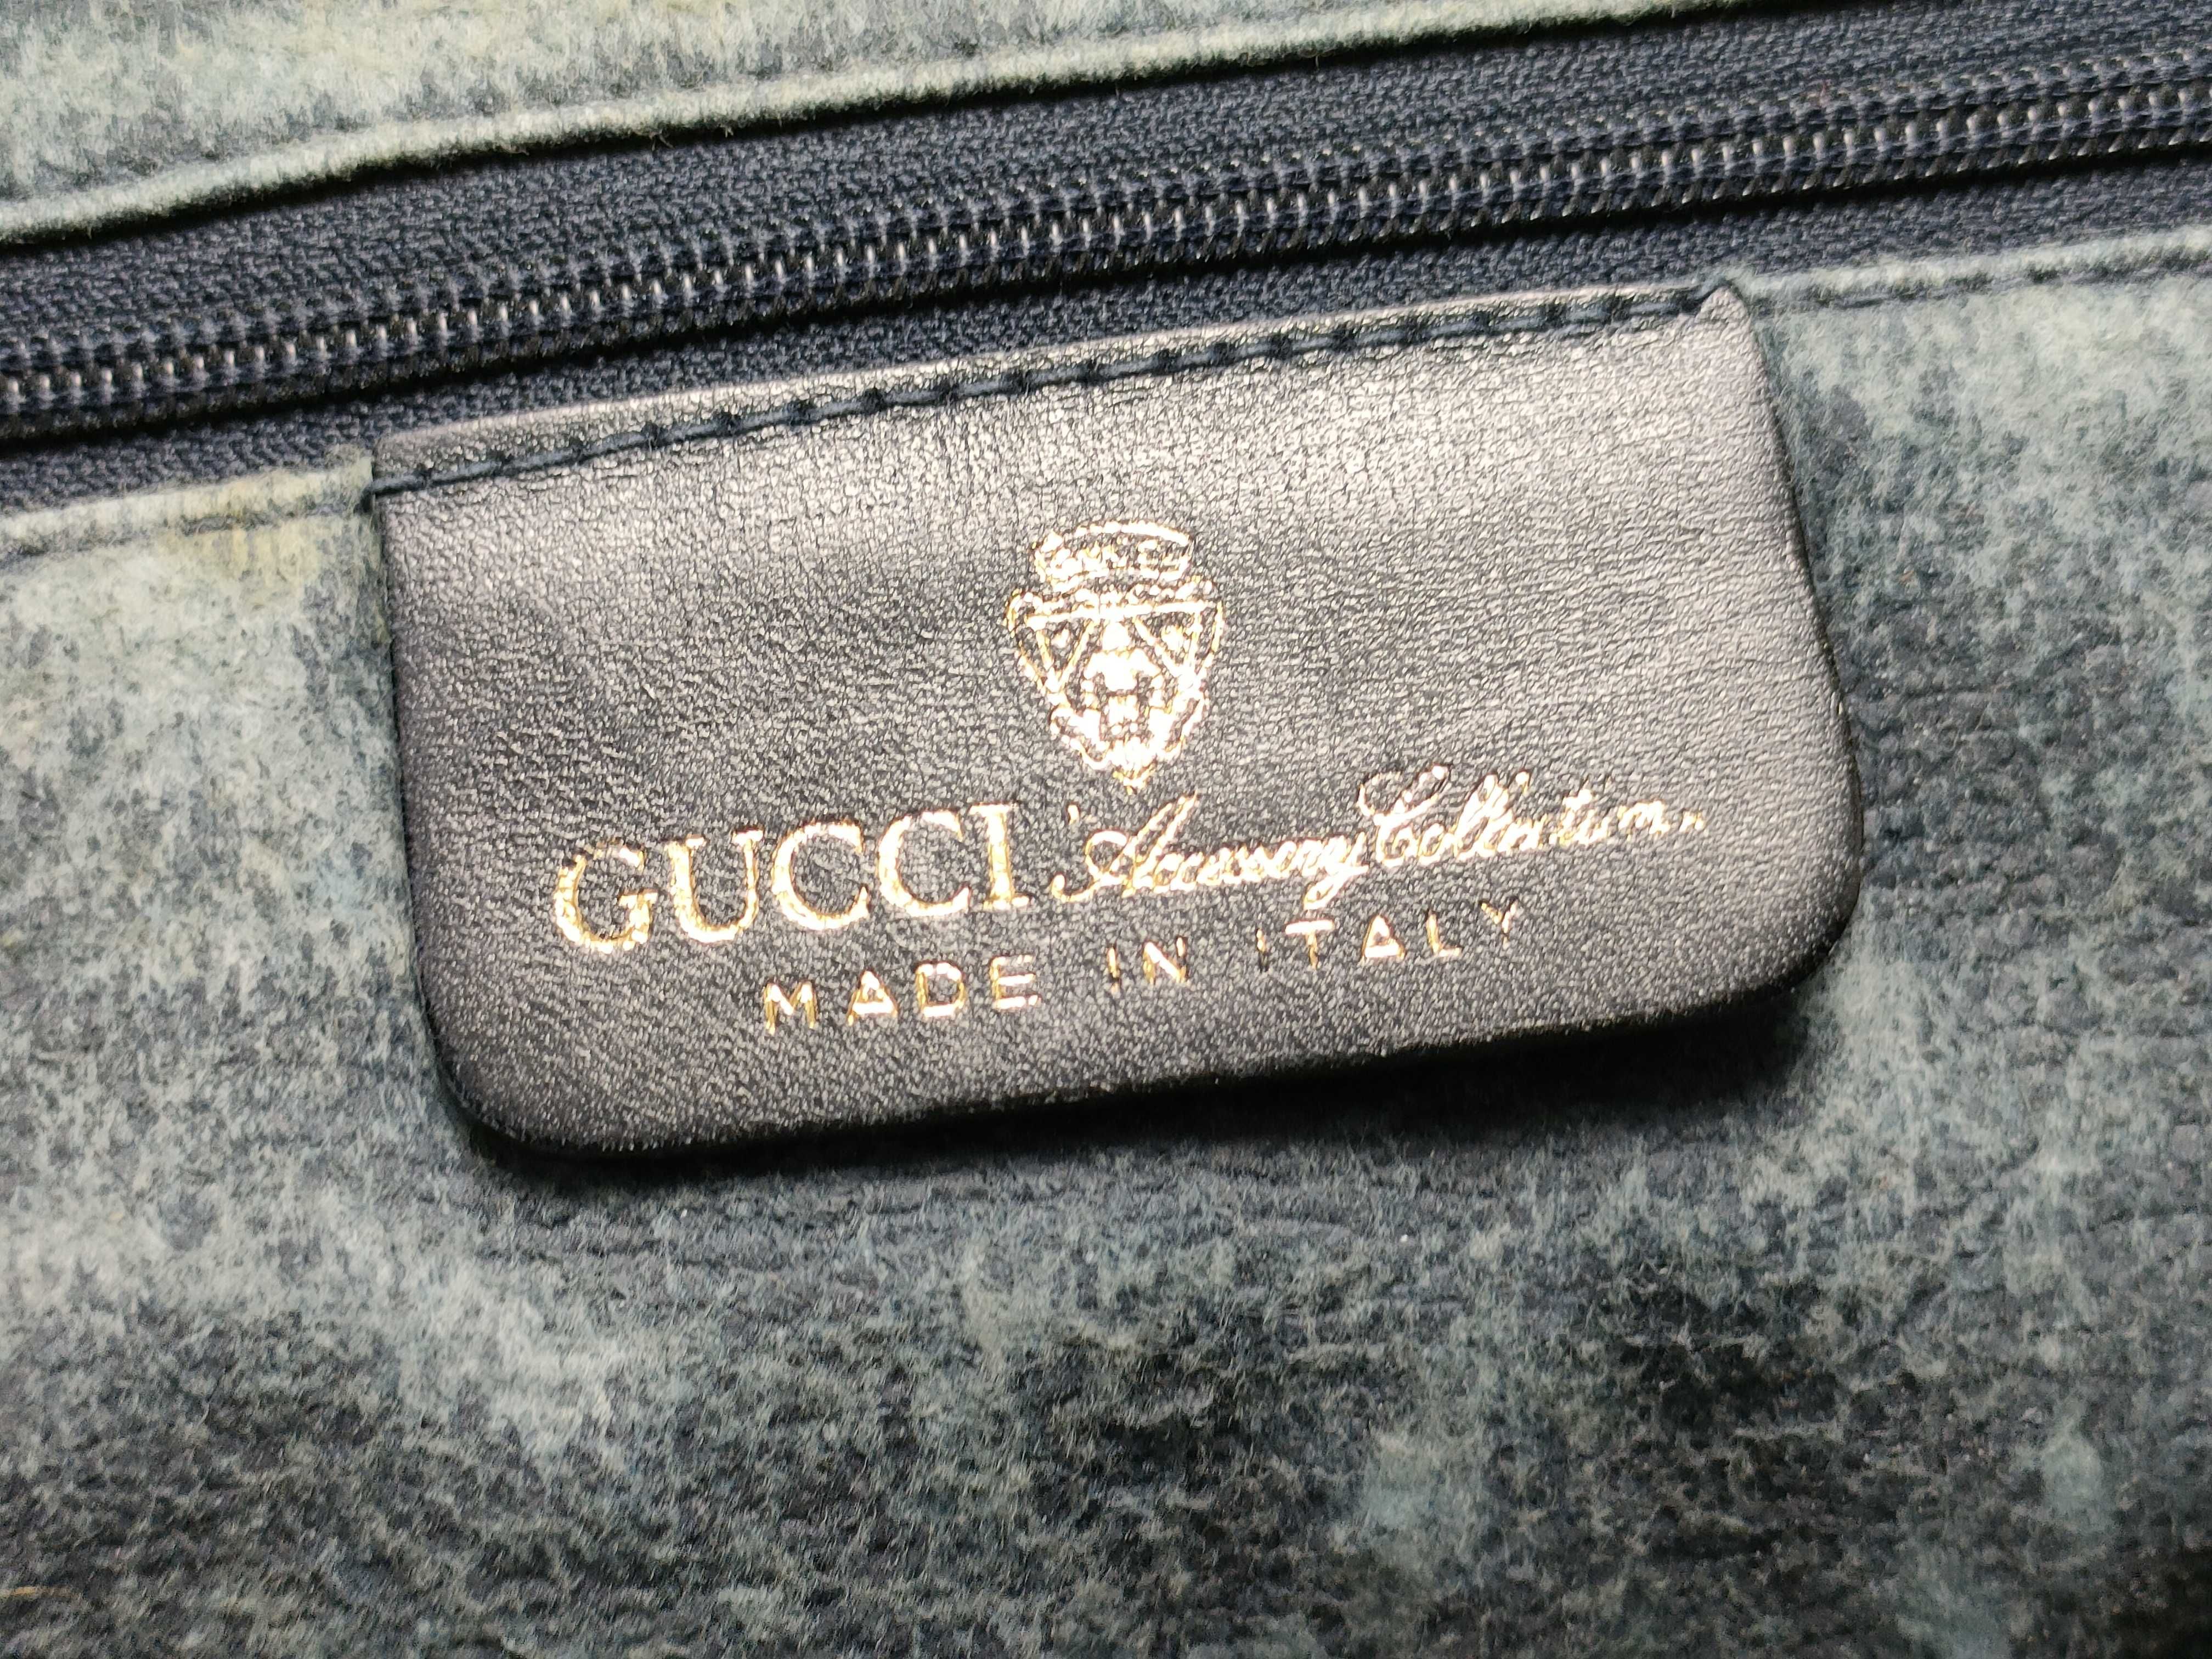 GUCCI Accessory Collection.
MADE IN ITALY